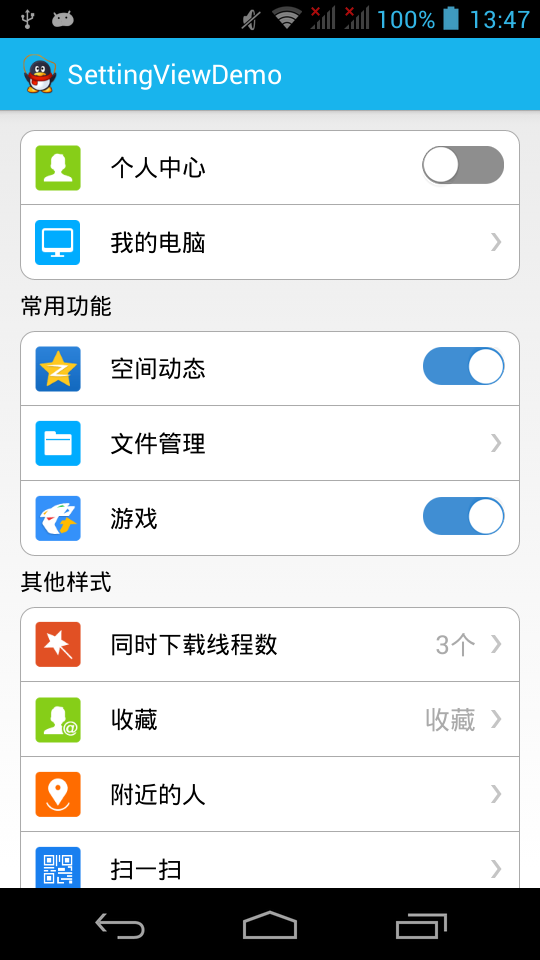 100% 13:47
SettingViewDemo
个人中心
我的电脑
常用功能
空间动态
文件管理
游戏
其他样式
同时下载线程数 3个
收藏 收藏
附近的人
扫一扫